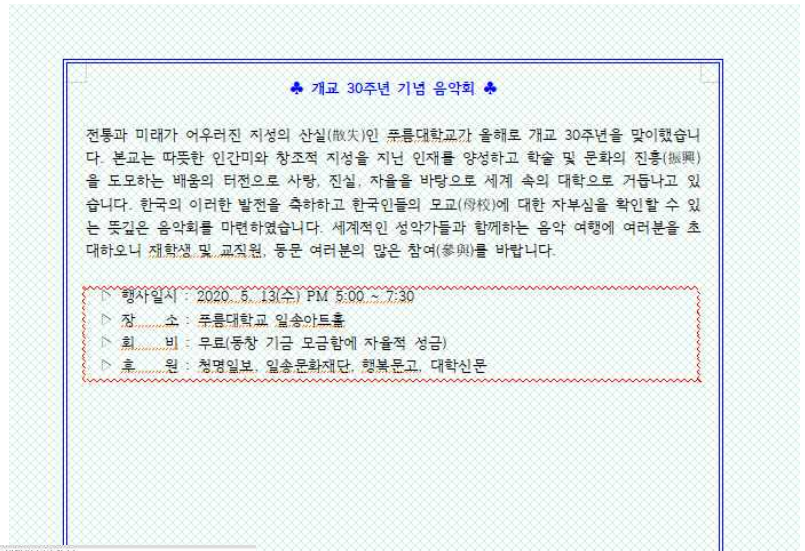 ♣ 개교 30주년 기념 음악회 ♣
전통과 미래가 어우러진 지성의 산실(散失)인 푸름대학교가 올해로 개교 30주년을 맞이했습니
다. 본교는 따뜻한 인간미와 창조적 지성을 지닌 인재를 양성하고 학술 및 문화의 진흥(振興)
을 도모하는 배움의 터전으로 사랑, 진실, 자율을 바탕으로 세계 속의 대학으로 거듭나고 있
습니다. 한국의 이러한 발전을 축하하고 한국인들의 모교(母校)에 대한 자부심을 확인할 수 있
는 뜻깊은 음악회를 마련하였습니다. 세계적인 성악가들과 함께하는 음악 여행에 여러분을 초
대하오니 재학생 및 교직원, 동문 여러분의 많은 참여(參與)를 바랍니다.
▷ 행사일시 : 2020. 5. 13(수) PM 5:00 ~ 7:30
▷ 장 소 : 푸름대학교 일송아트홀
▷ 회 비 : 무료(동창 기금 모금함에 자율적 성금)
▷ 후 원 : 청명일보, 일송문화재단, 행복문고, 대학신문